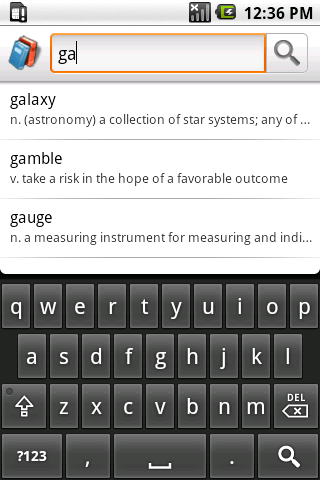 12:36 PM
ga
galaxy
n. (astronomy) a collection of star systems; any of ...
gamble
v. take a risk in the hope of a favorable outcome
gauge
n. a measuring instrument for measuring and indi...
q w e r t y u i o p
a s d f g h j k l
z x c v b n m DEL
?123 , .